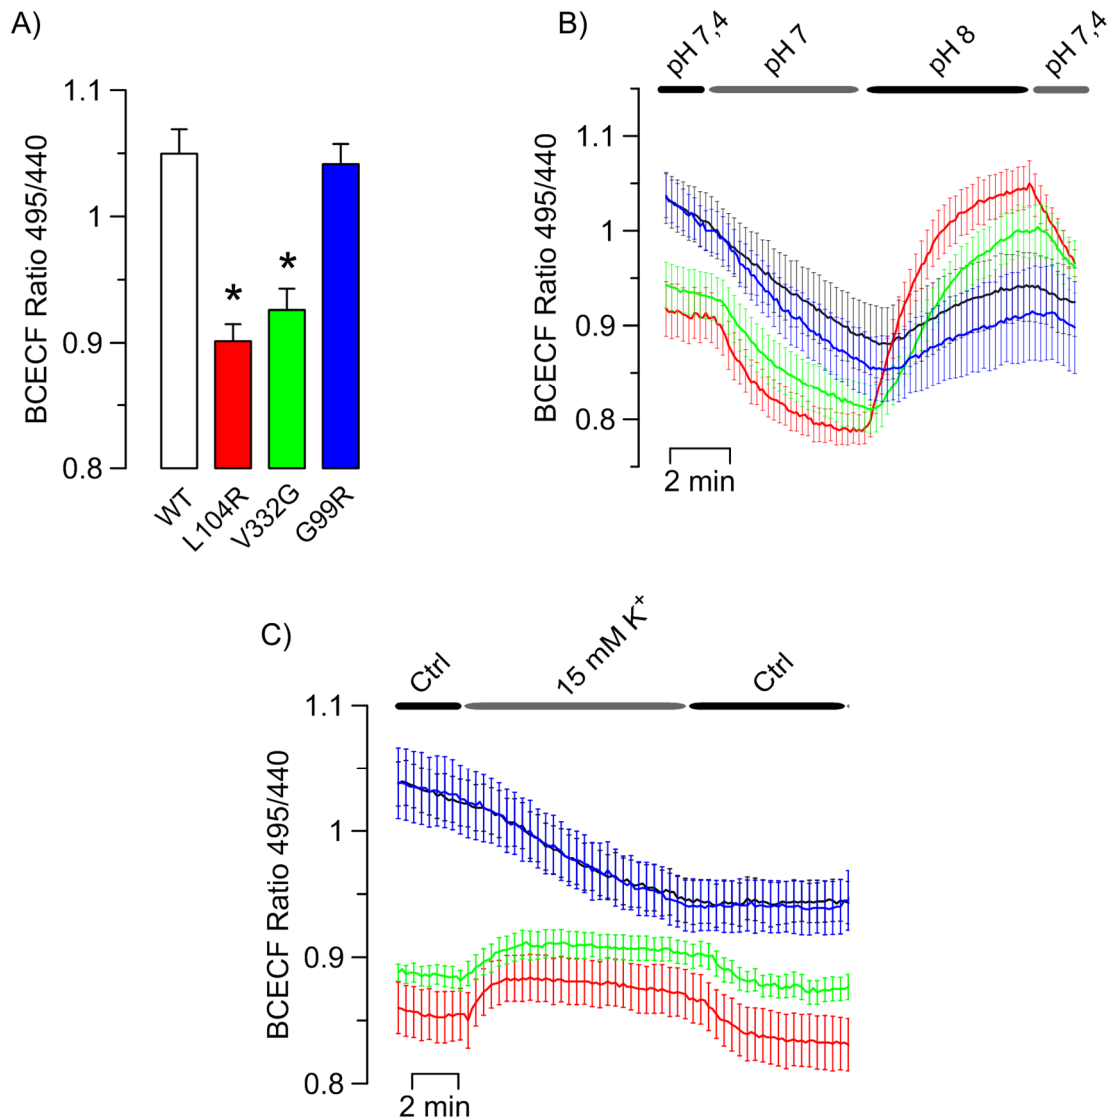 A)
BCECF Ratio 495/440
1.1
1
0.9
0.8
WT
L104R
V332G
G99R
*
*
B)
pH 7,4
pH 7
pH 8
pH 7,4
BCECF Ratio 495/440
1.1
1
0.9
0.8
2 min
C)
Ctrl
15 mM K⁺
Ctrl
BCECF Ratio 495/440
1.1
1
0.9
0.8
2 min